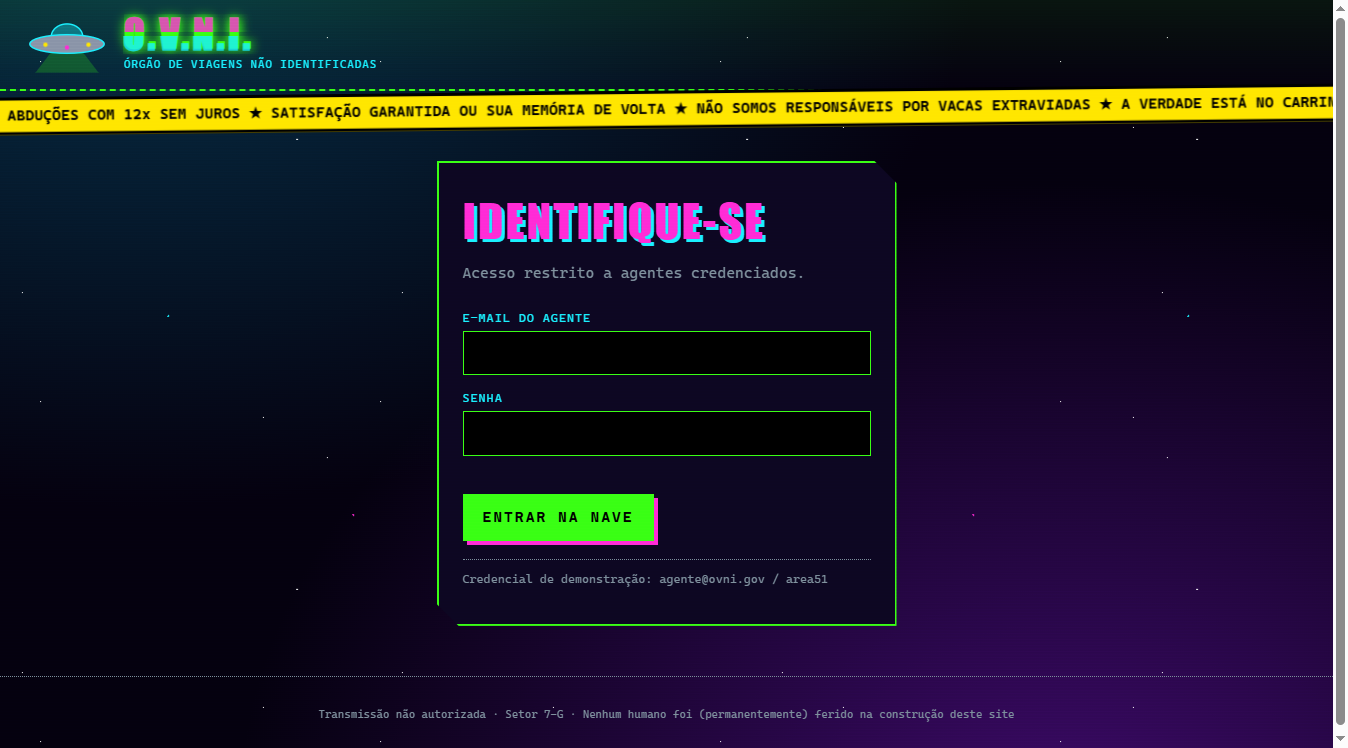 O.V.N.I.
ÓRGÃO DE VIAGENS NÃO IDENTIFICADAS
ABDUÇÕES COM 12x SEM JUROS ★ SATISFAÇÃO GARANTIDA OU SUA MEMÓRIA DE VOLTA ★ NÃO SOMOS RESPONSÁVEIS POR VACAS EXTRAVIADAS ★ A VERDADE ESTÁ NO
IDENTIFIQUE-SE
Acesso restrito a agentes credenciados.
E-MAIL DO AGENTE
SENHA
ENTRAR NA NAVE
Credencial de demonstração: agente@ovni.gov / area51
Transmissão não autorizada · Setor 7-G · Nenhum humano foi (permanentemente) ferido na construção deste site